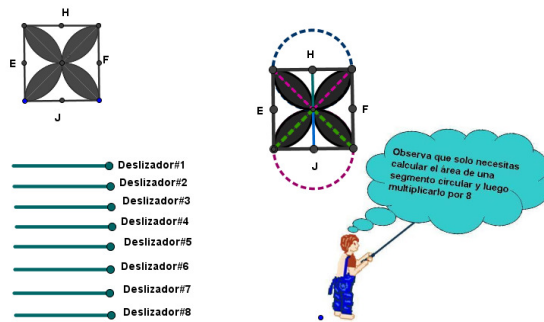 H
E
F
J
H
E
F
J
Observa que solo necesitas
calcular el área de una
segmento circular y luego
multiplicarlo por 8
Deslizador#1
Deslizador#2
Deslizador#3
Deslizador#4
Deslizador#5
Deslizador#6
Deslizador#7
Deslizador#8